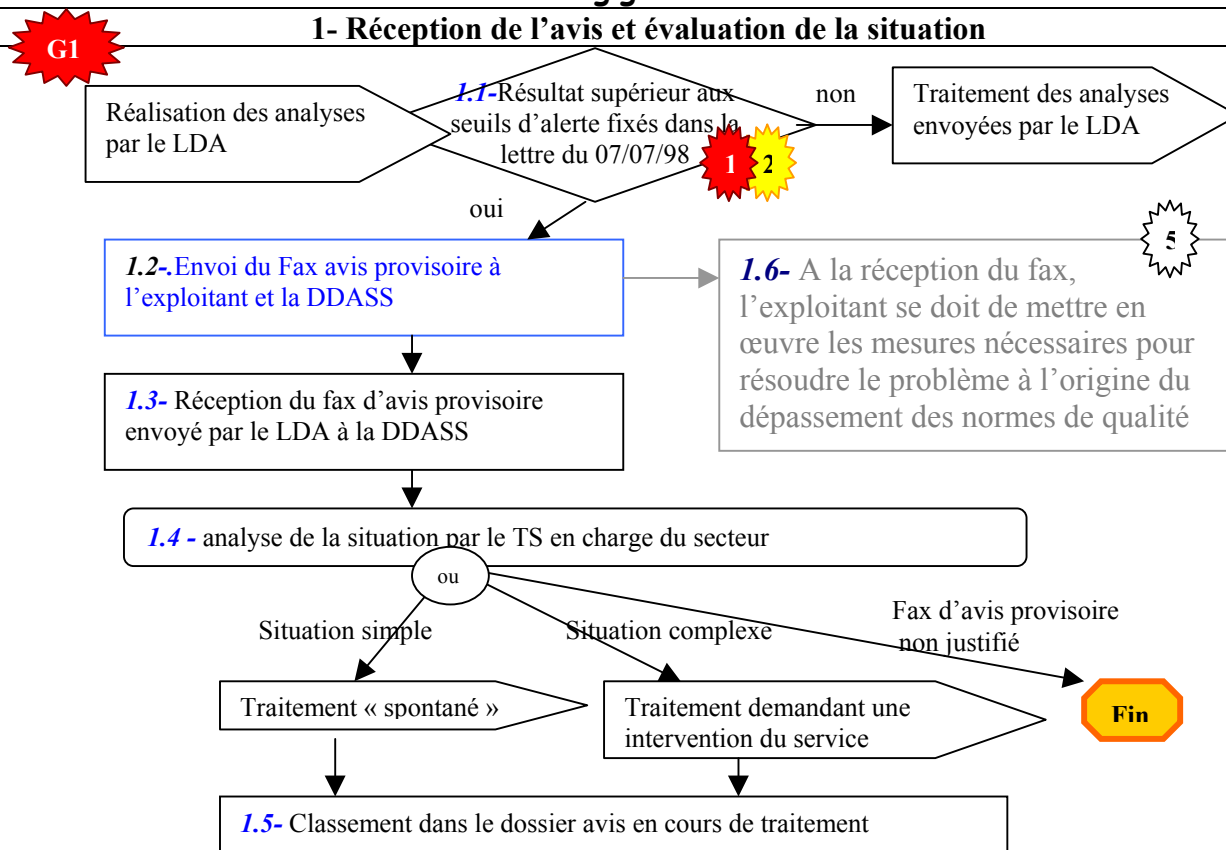 1- Réception de l’avis et évaluation de la situation
G1
Réalisation des analyses
par le LDA
1.1-Résultat supérieur aux
seuils d’alerte fixés dans la
lettre du 07/07/98
1
2
non
Traitement des analyses
envoyées par le LDA
oui
1.2-.Envoi du Fax avis provisoire à
l’exploitant et la DDASS
5
1.6- A la réception du fax,
l’exploitant se doit de mettre en
œuvre les mesures nécessaires pour
résoudre le problème à l’origine du
dépassement des normes de qualité
1.3- Réception du fax d’avis provisoire
envoyé par le LDA à la DDASS
1.4 - analyse de la situation par le TS en charge du secteur
ou
Situation simple
Situation complexe
Fax d’avis provisoire
non justifié
Traitement « spontané »
Traitement demandant une
intervention du service
Fin
1.5- Classement dans le dossier avis en cours de traitement